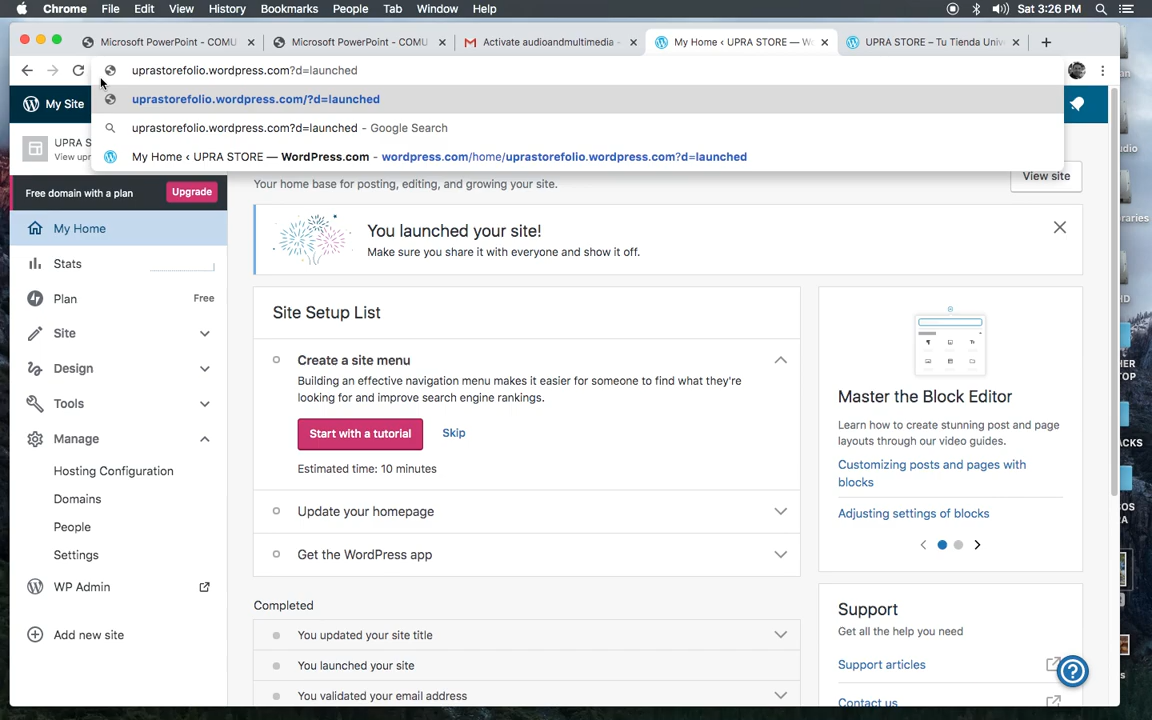 Chrome File Edit View History Bookmarks People Tab Window Help Sat 3:26 PM
Microsoft PowerPoint - COMU Microsoft PowerPoint - COMU Activate audioandmultimedia - My Home ‹ UPRA STORE — W UPRA STORE – Tu Tienda Univ
uprastorefolio.wordpress.com?d=launched
uprastorefolio.wordpress.com/?d=launched
uprastorefolio.wordpress.com?d=launched - Google Search
My Home ‹ UPRA STORE — WordPress.com - wordpress.com/home/uprastorefolio.wordpress.com?d=launched
My Site
UPRA S
View upr
Free domain with a plan Upgrade
My Home
Stats
Plan Free
Site
Design
Tools
Manage
Hosting Configuration
Domains
People
Settings
WP Admin
Add new site
Your home base for posting, editing, and growing your site.
View site
You launched your site!
Make sure you share it with everyone and show it off.
Site Setup List
Create a site menu
Building an effective navigation menu makes it easier for someone to find what they're
looking for and improve search engine rankings.
Start with a tutorial Skip
Estimated time: 10 minutes
Update your homepage
Get the WordPress app
Completed
You updated your site title
You launched your site
You validated your email address
Master the Block Editor
Learn how to create stunning post and page
layouts through our video guides.
Customizing posts and pages with
blocks
Adjusting settings of blocks
Support
Get all the help you need
Support articles
Contact us